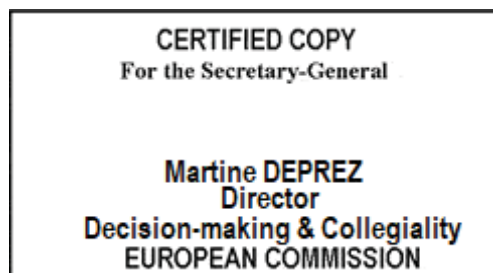 CERTIFIED COPY
For the Secretary-General
Martine DEPREZ
Director
Decision-making & Collegiality
EUROPEAN COMMISSION